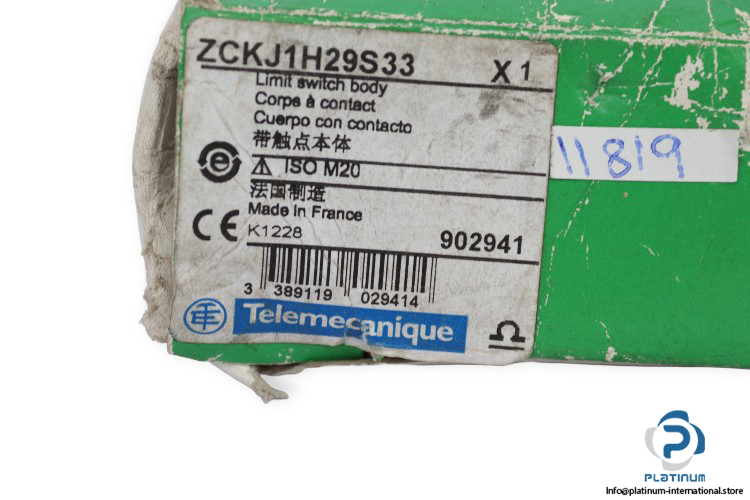 ZCKJ1H29S33 X 1
Limit switch body
Corps à contact
Cuerpo con contacto
带触点本体
ISO M20
法国制造
Made in France
CE K1228 902941
3 389119 029414
Telemecanique
11819
PLATINUM
Info@platinum-international.store